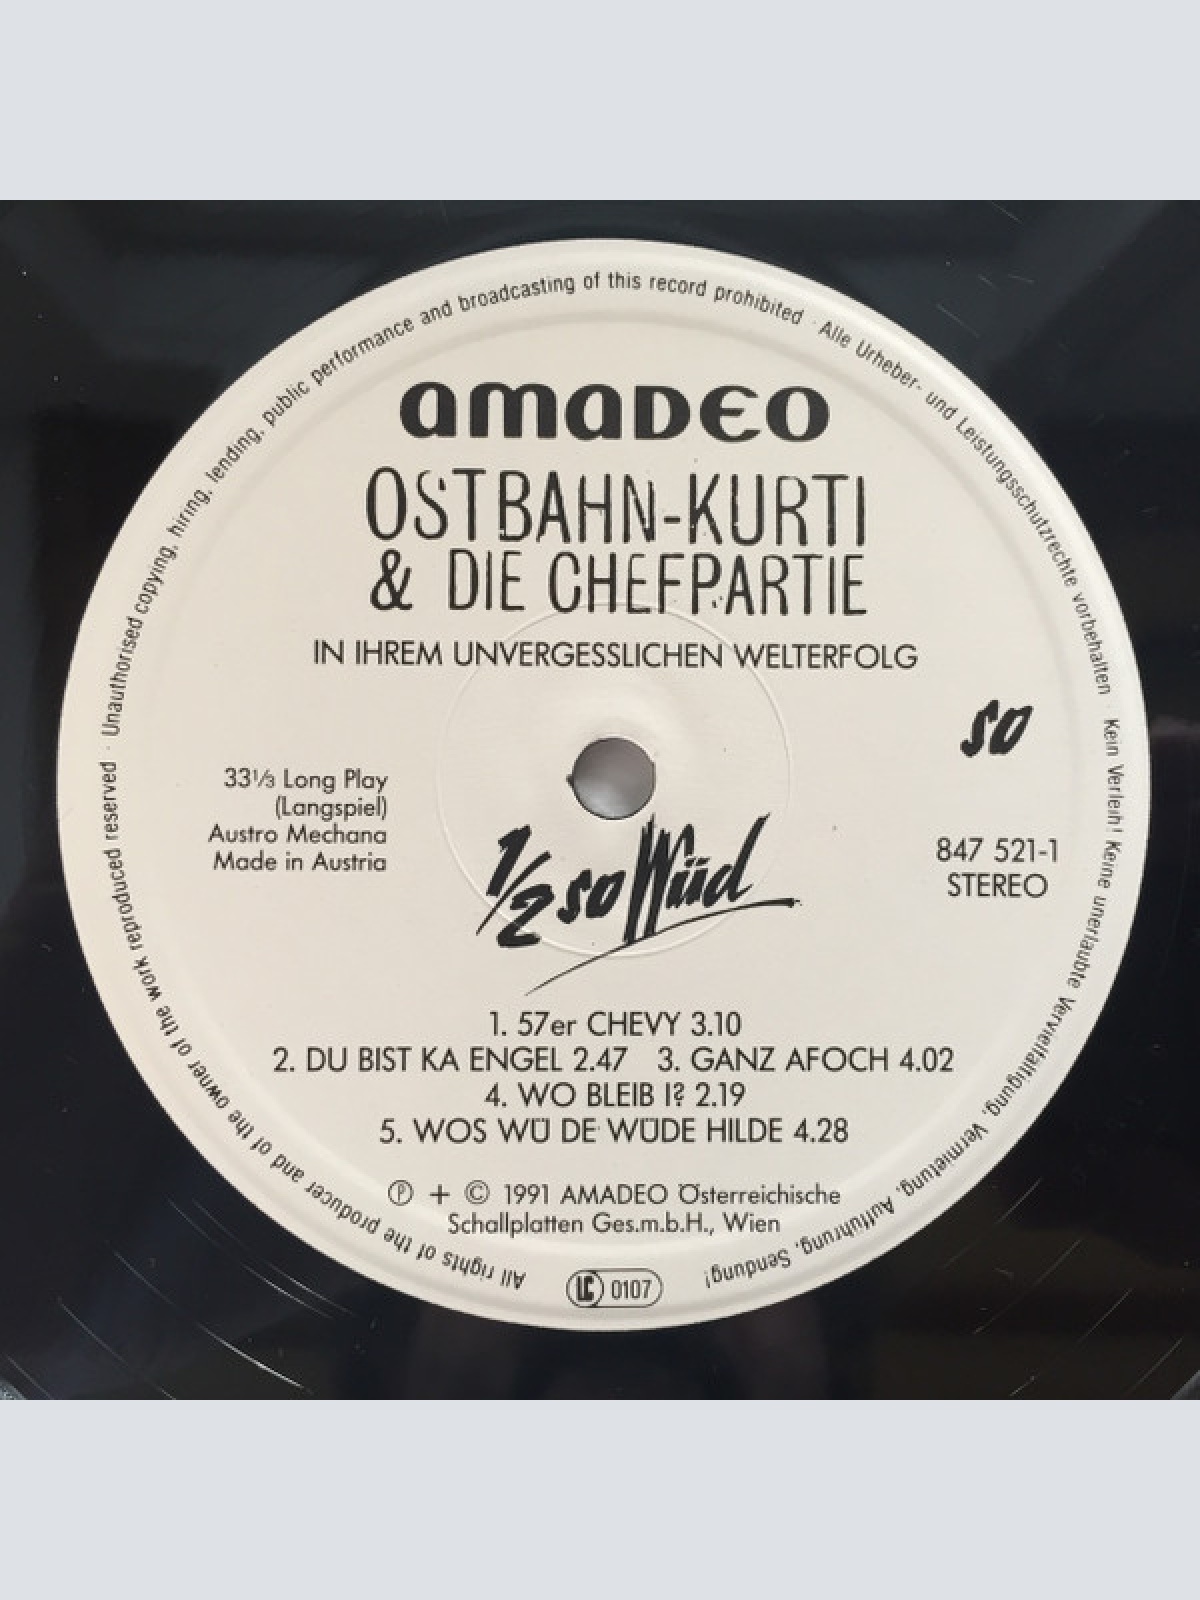 All rights of the producer and of the owner of the work reproduced reserved · Unauthorised copying, hiring, lending, public performance and broadcasting of this record prohibited · Alle Urheber- und Leistungsschutzrechte vorbehalten · Kein Verleih! Keine unerlaubte Vervielfältigung, Vermietung, Aufführung, Sendung!
amadeo
OSTBAHN-KURTI
& DIE CHEFPARTIE
IN IHREM UNVERGESSLICHEN WELTERFOLG
so
33⅓ Long Play
(Langspiel)
Austro Mechana
Made in Austria
847 521-1
STEREO
1/2 so Wüd
1. 57er CHEVY 3.10
2. DU BIST KA ENGEL 2.47 3. GANZ AFOCH 4.02
4. WO BLEIB I? 2.19
5. WOS WÜ DE WÜDE HILDE 4.28
Ⓟ + © 1991 AMADEO Österreichische
Schallplatten Ges.m.b.H., Wien
LC 0107